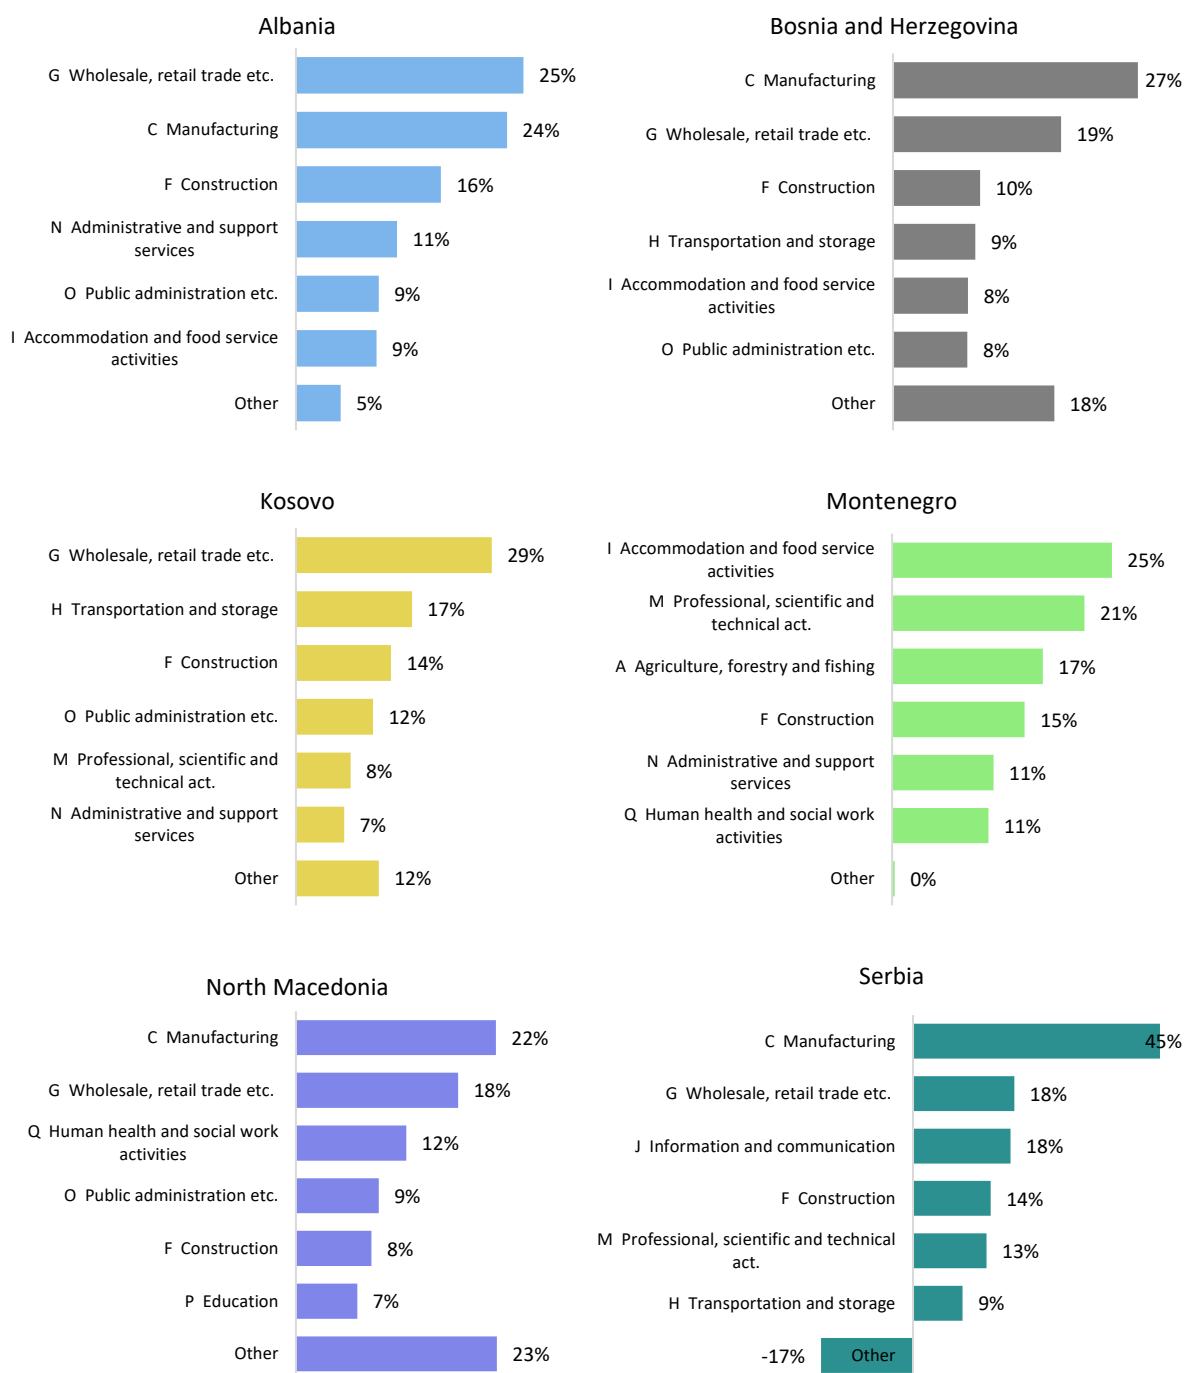 Albania
G Wholesale, retail trade etc.
25%
C Manufacturing
24%
F Construction
16%
N Administrative and support
services
11%
O Public administration etc.
9%
I Accommodation and food service
activities
9%
Other
5%
Bosnia and Herzegovina
C Manufacturing
27%
G Wholesale, retail trade etc.
19%
F Construction
10%
H Transportation and storage
9%
I Accommodation and food service
activities
8%
O Public administration etc.
8%
Other
18%
Kosovo
G Wholesale, retail trade etc.
29%
H Transportation and storage
17%
F Construction
14%
O Public administration etc.
12%
M Professional, scientific and
technical act.
8%
N Administrative and support
services
7%
Other
12%
Montenegro
I Accommodation and food service
activities
25%
M Professional, scientific and
technical act.
21%
A Agriculture, forestry and fishing
17%
F Construction
15%
N Administrative and support
services
11%
Q Human health and social work
activities
11%
Other
0%
North Macedonia
C Manufacturing
22%
G Wholesale, retail trade etc.
18%
Q Human health and social work
activities
12%
O Public administration etc.
9%
F Construction
8%
P Education
7%
Other
23%
Serbia
C Manufacturing
45%
G Wholesale, retail trade etc.
18%
J Information and communication
18%
F Construction
14%
M Professional, scientific and technical
act.
13%
H Transportation and storage
9%
-17%
Other